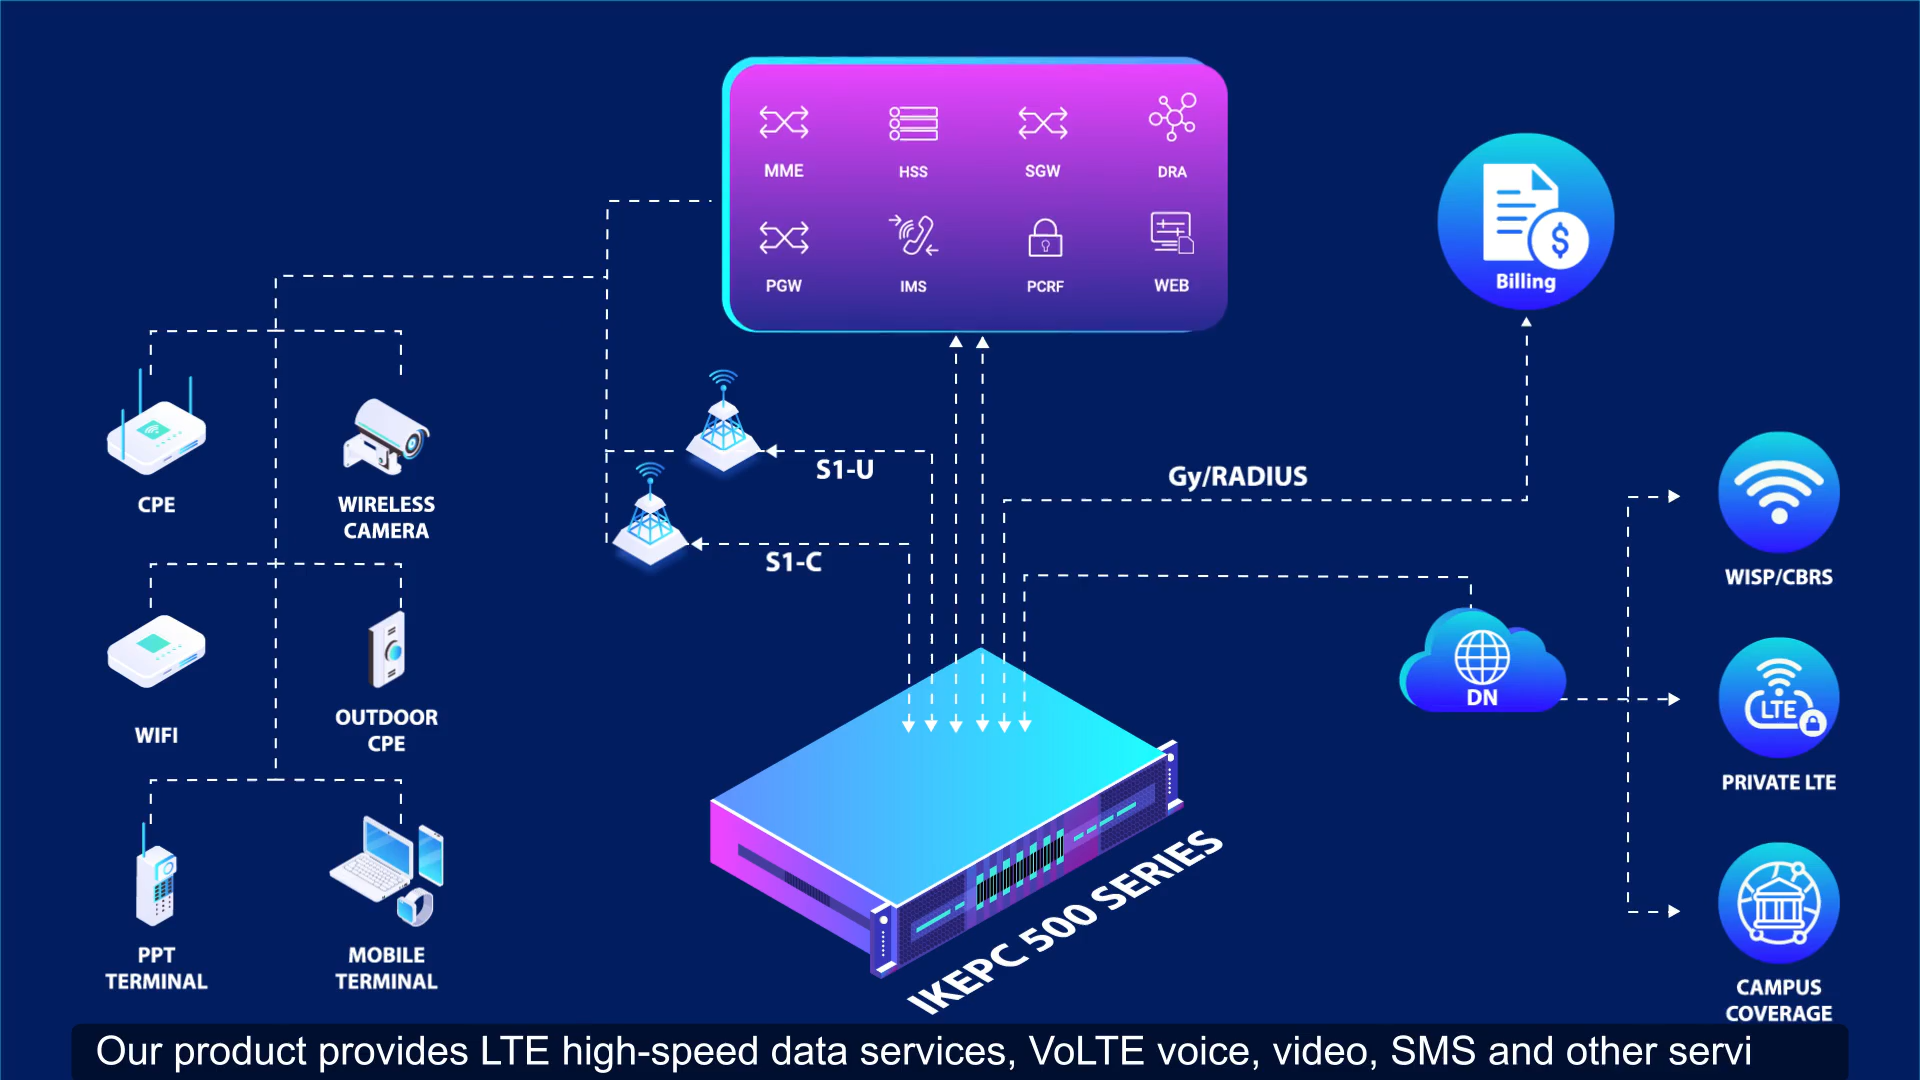 MME
HSS
SGW
DRA
PGW
IMS
PCRF
WEB
$
Billing
CPE
WIRELESS
CAMERA
S1-U
Gy/RADIUS
S1-C
WISP/CBRS
WIFI
OUTDOOR
CPE
DN
LTE
PRIVATE LTE
PPT
TERMINAL
MOBILE
TERMINAL
IKEPC 500 SERIES
CAMPUS
COVERAGE
Our product provides LTE high-speed data services, VoLTE voice, video, SMS and other servi